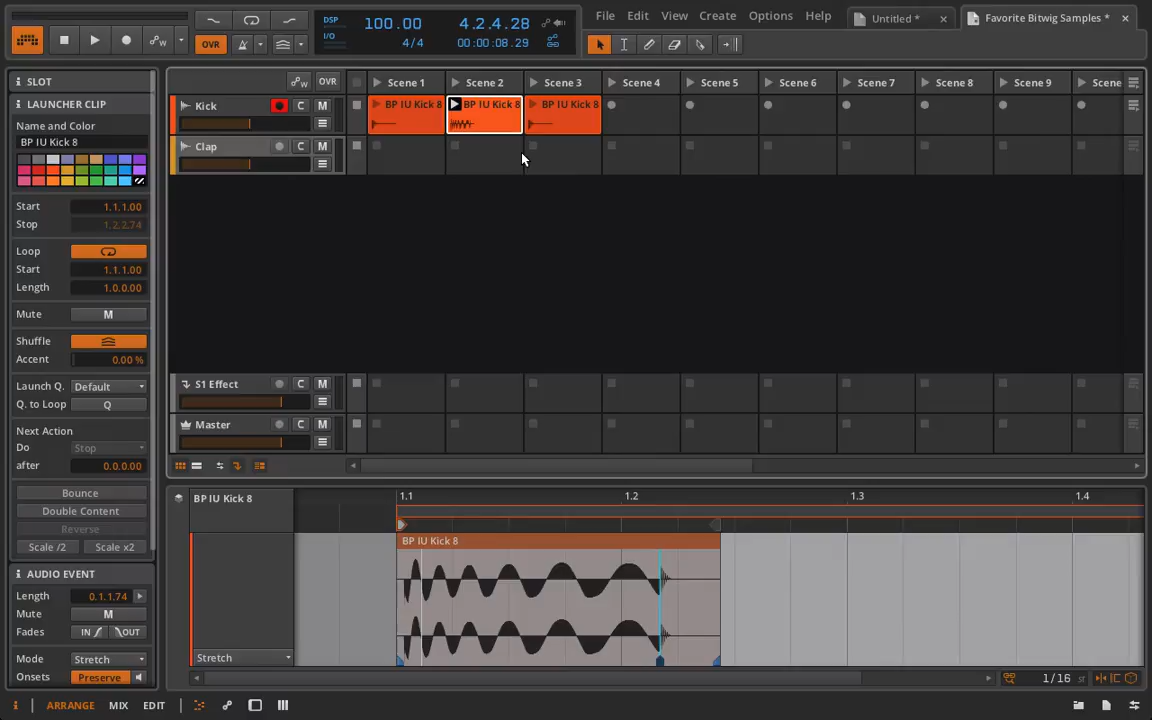 DSP
I/O
100.00
4/4
4.2.4.28
00:00:08.29
OVR
File Edit View Create Options Help
Untitled *
Favorite Bitwig Samples *
SLOT
LAUNCHER CLIP
Name and Color
BP IU Kick 8
Start 1.1.1.00
Stop 1.2.2.74
Loop
Start 1.1.1.00
Length 1.0.0.00
Mute M
Shuffle
Accent 0.00 %
Launch Q. Default
Q. to Loop Q
Next Action
Do Stop
after 0.0.0.00
Bounce
Double Content
Reverse
Scale /2 Scale x2
AUDIO EVENT
Length 0.1.1.74
Mute M
Fades IN OUT
Mode Stretch
Onsets Preserve
OVR
Scene 1 Scene 2 Scene 3 Scene 4 Scene 5 Scene 6 Scene 7 Scene 8 Scene 9 Scene
Kick C M
BP IU Kick 8 BP IU Kick 8 BP IU Kick 8
Clap C M
S1 Effect C M
Master C M
BP IU Kick 8
1.1 1.2 1.3 1.4
BP IU Kick 8
Stretch
1/16 st
i ARRANGE MIX EDIT